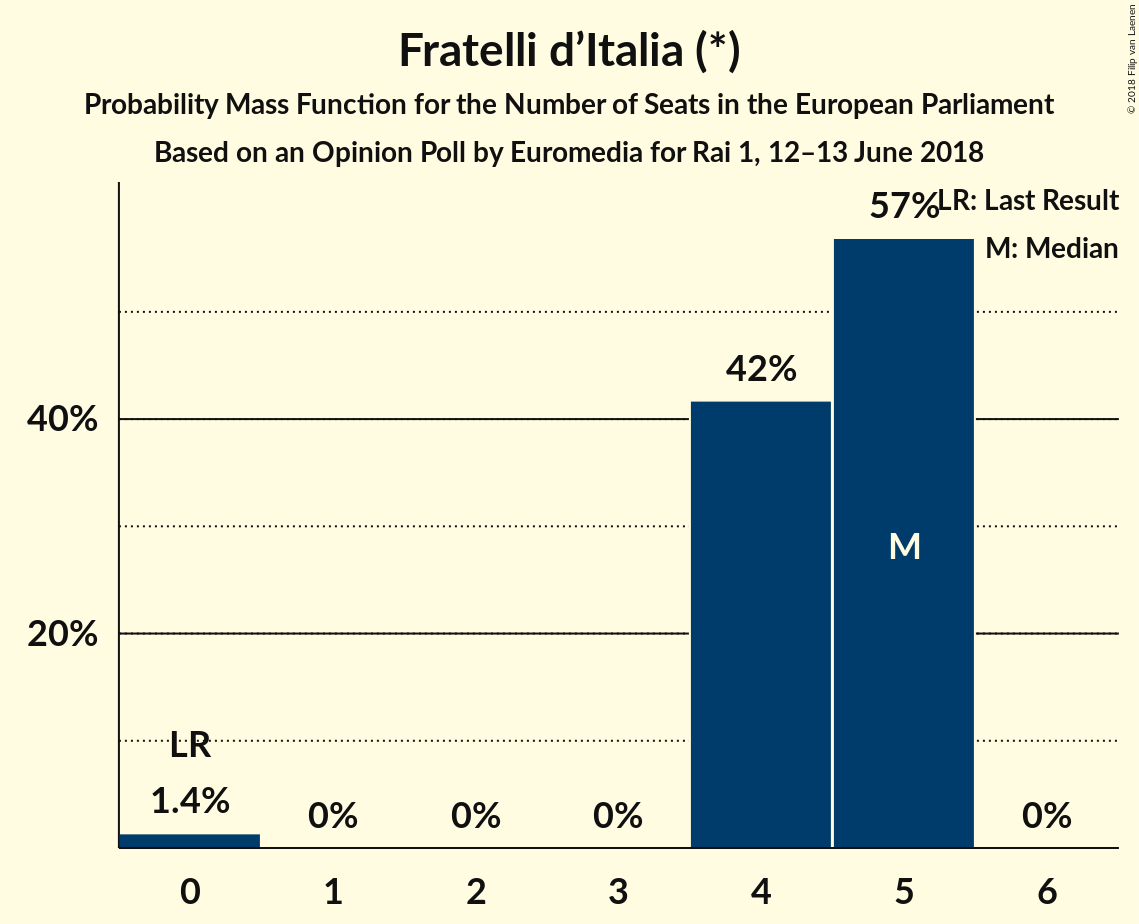 Fratelli d’Italia (*)
Probability Mass Function for the Number of Seats in the European Parliament
Based on an Opinion Poll by Euromedia for Rai 1, 12–13 June 2018
© 2018 Filip van Laenen
57%
LR: Last Result
M: Median
42%
40%
M
20%
LR
1.4%
0%
0%
0%
0%
0 1 2 3 4 5 6